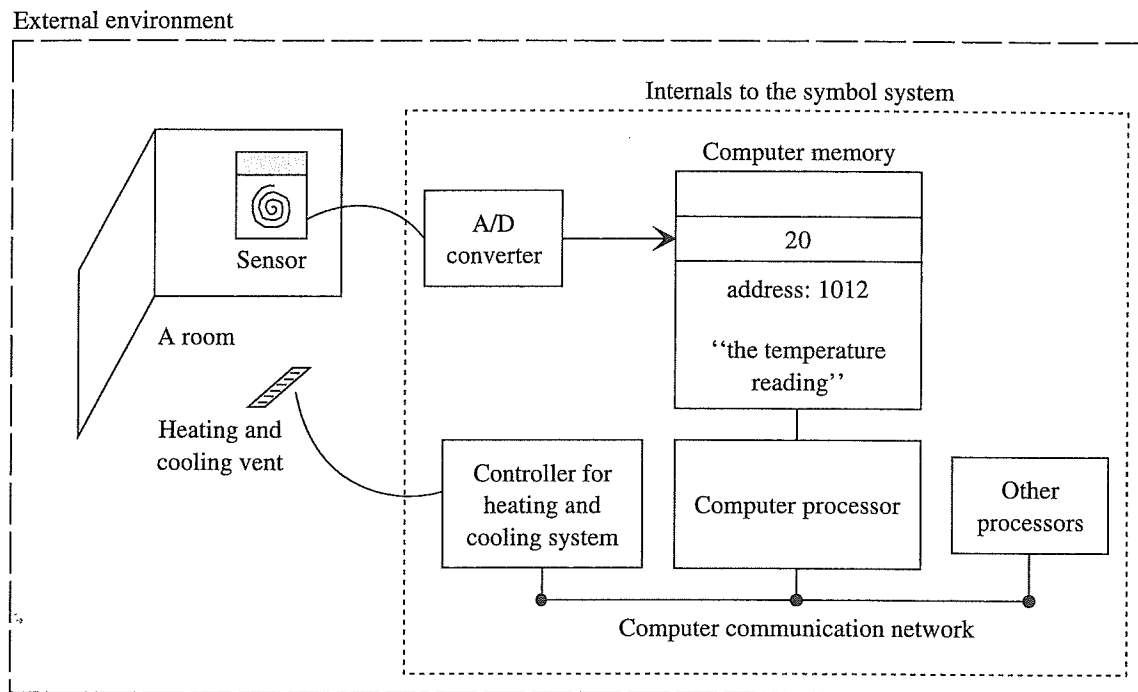 External environment
Internals to the symbol system
Computer memory
A/D
converter
20
Sensor
address: 1012
A room
‘‘the temperature
reading’’
Heating and
cooling vent
Controller for
heating and
cooling system
Computer processor
Other
processors
Computer communication network